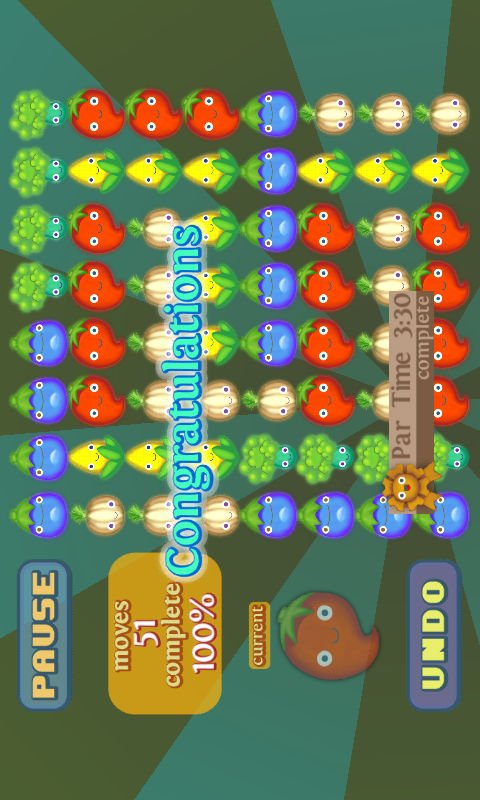 PAUSE
moves
51
complete
100%
current
UNDO
Congratulations
Par Time 3:30
complete